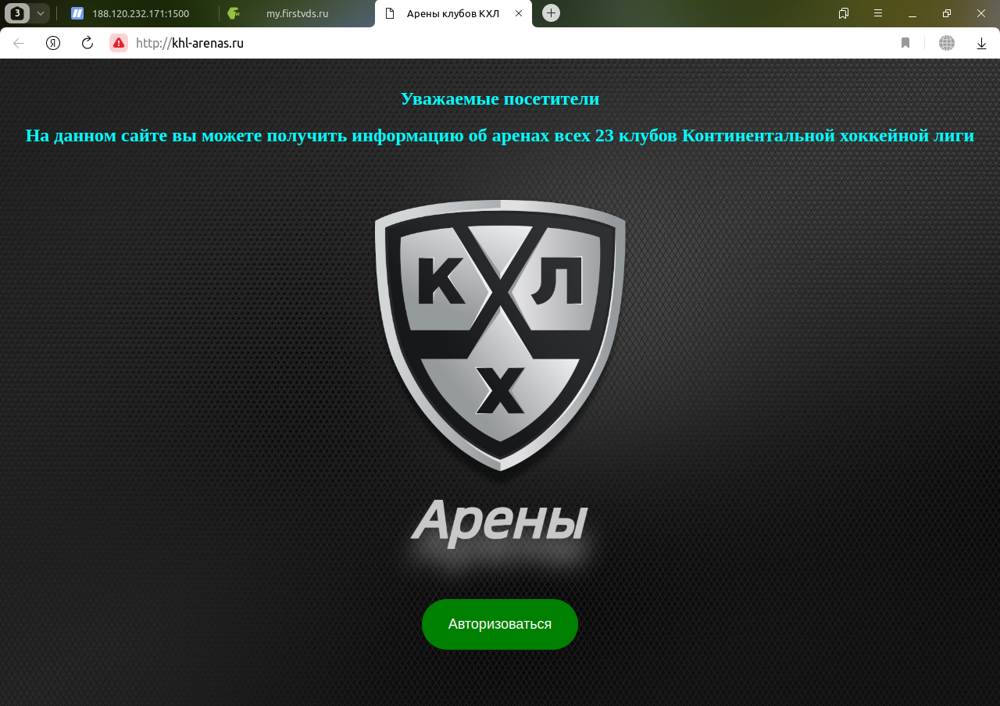 3
188.120.232.171:1500
my.firstvds.ru
Арены клубов КХЛ
Я
http://khl-arenas.ru
Уважаемые посетители
На данном сайте вы можете получить информацию об аренах всех 23 клубов Континентальной хоккейной лиги
К Л
Х
Арены
Авторизоваться